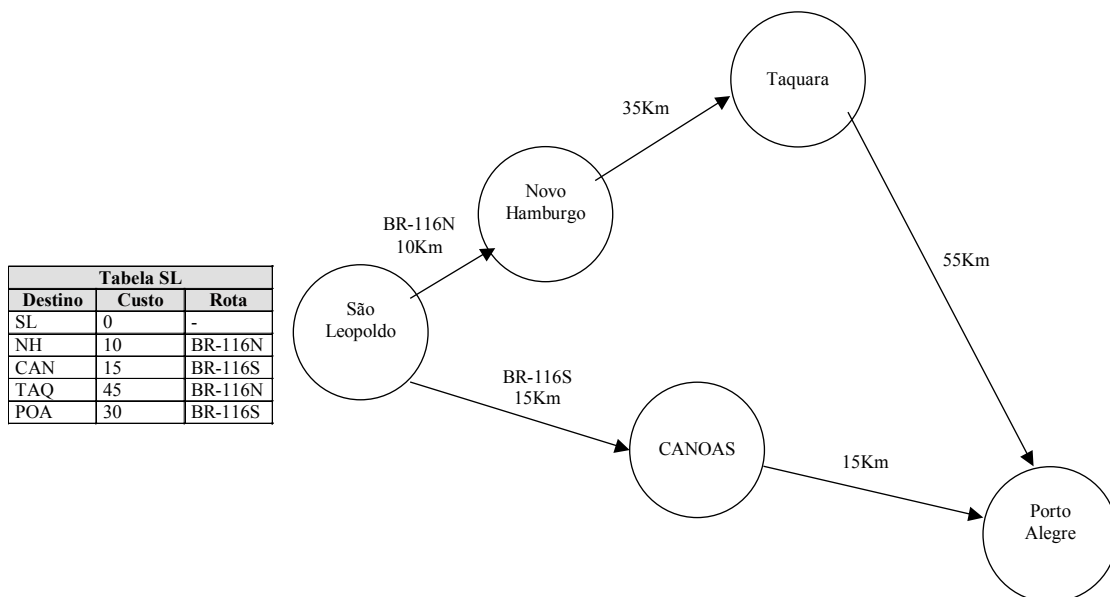 Tabela SL
Destino Custo Rota
SL 0 -
NH 10 BR-116N
CAN 15 BR-116S
TAQ 45 BR-116N
POA 30 BR-116S
São
Leopoldo
BR-116N
10Km
Novo
Hamburgo
35Km
Taquara
55Km
BR-116S
15Km
CANOAS
15Km
Porto
Alegre